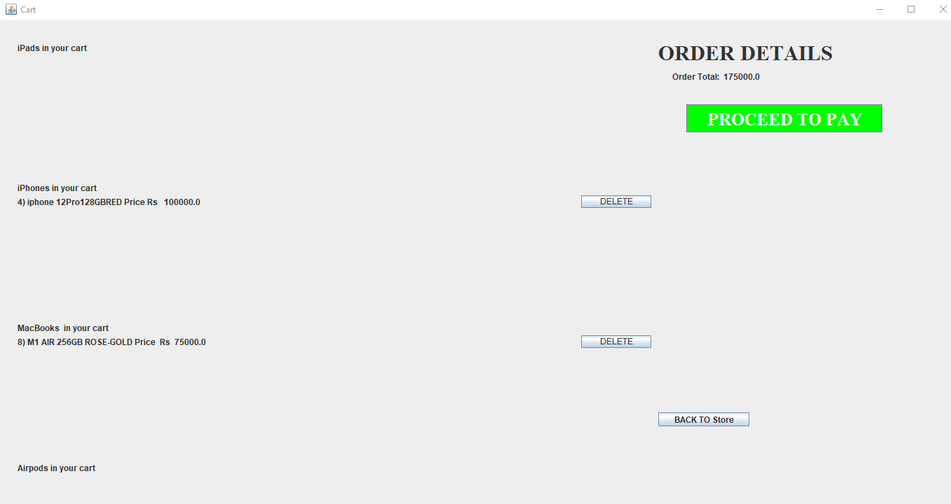 Cart
iPads in your cart
ORDER DETAILS
Order Total: 175000.0
PROCEED TO PAY
iPhones in your cart
4) iphone 12Pro128GBRED Price Rs 100000.0
DELETE
MacBooks in your cart
8) M1 AIR 256GB ROSE-GOLD Price Rs 75000.0
DELETE
BACK TO Store
Airpods in your cart